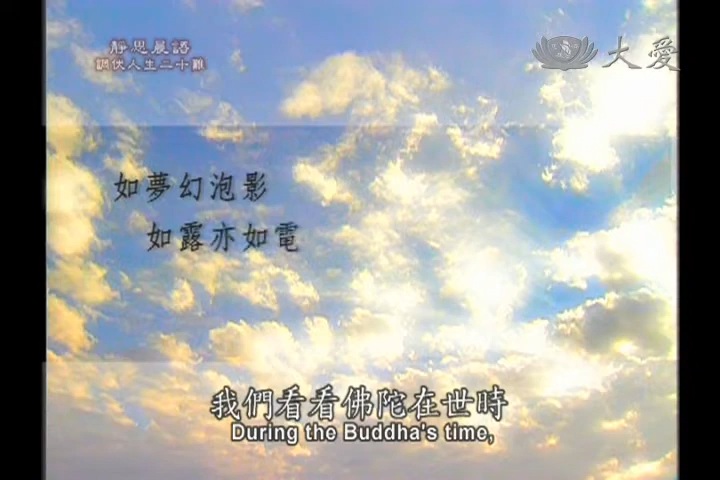 靜思晨語
調伏人生二十難
大愛
如夢幻泡影
如露亦如電
我們看看佛陀在世時
During the Buddha's time,